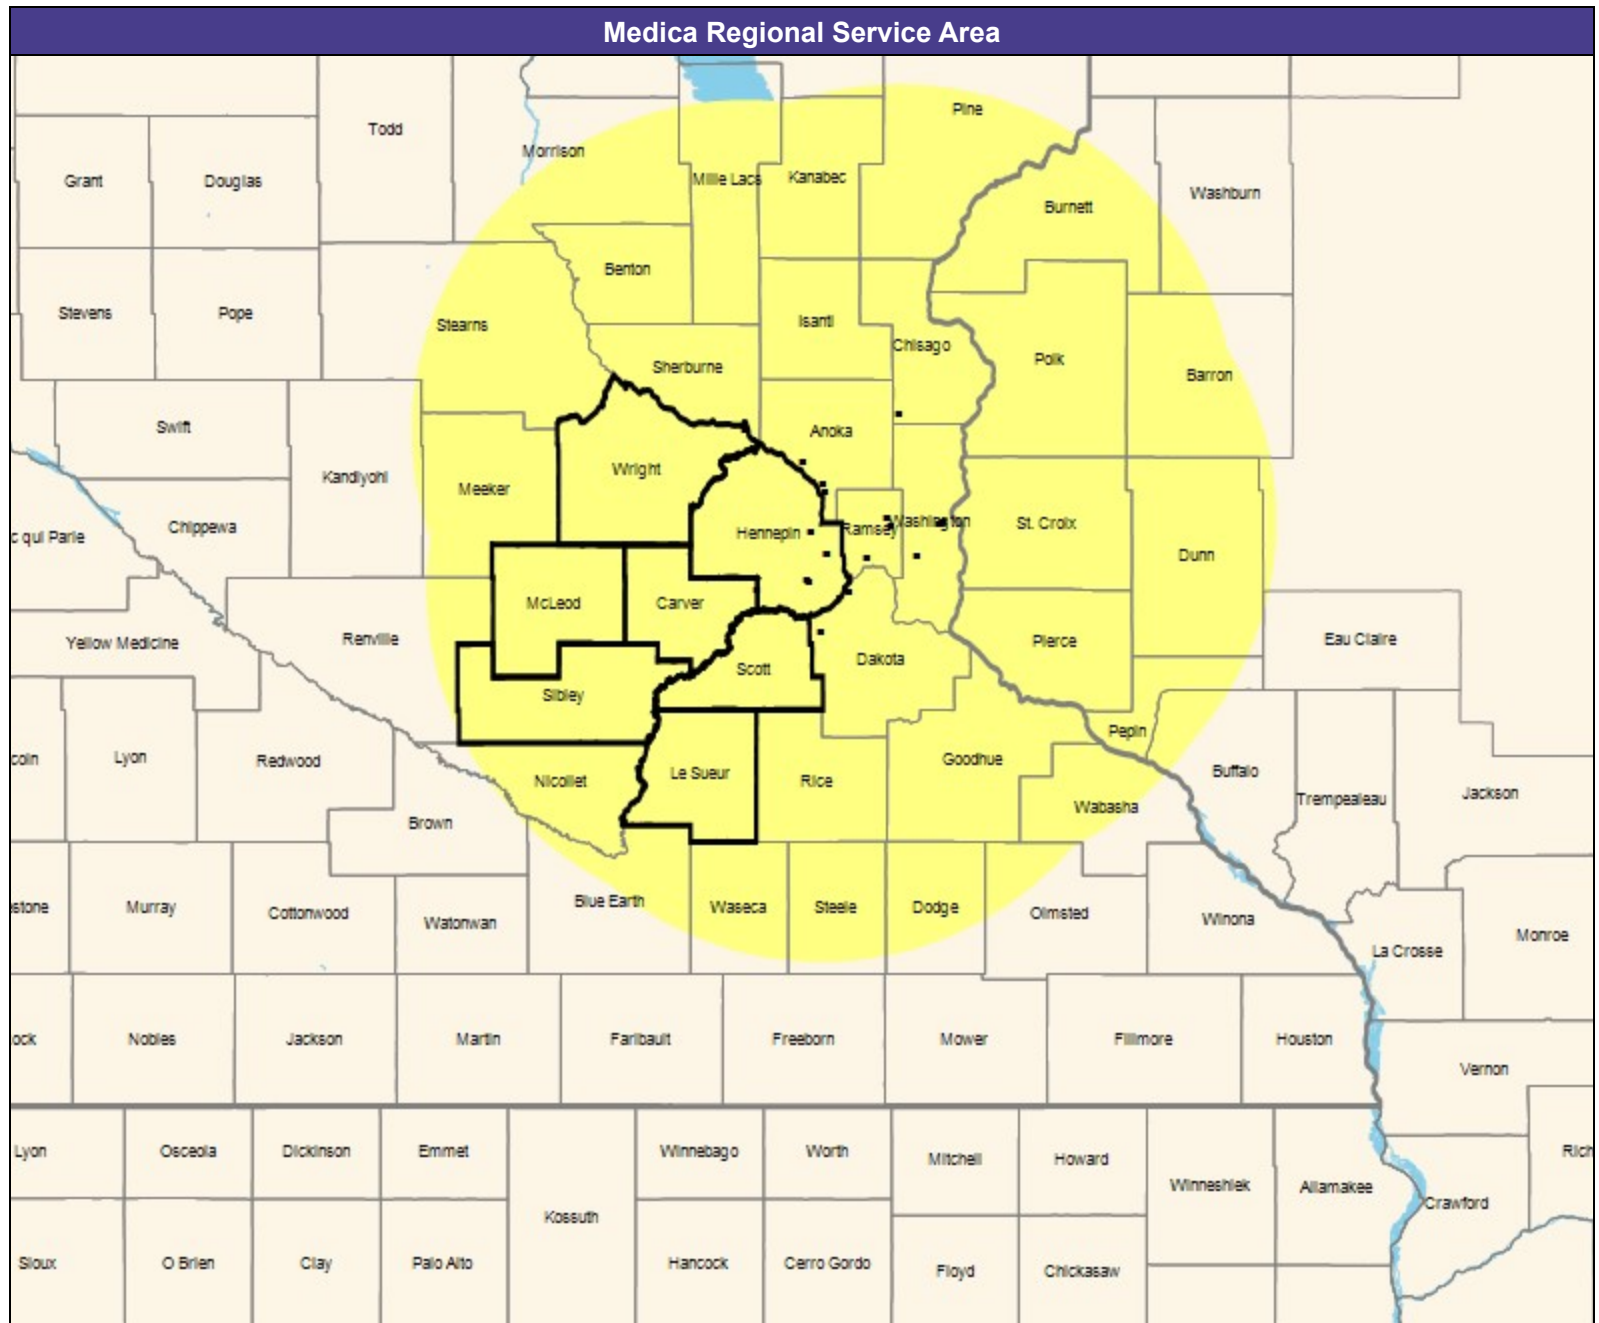 Medica Regional Service Area
Pine
Todd
Morrison
Mille Lacs
Kanabec
Grant
Douglas
Washburn
Burnett
Benton
Stevens
Pope
Stearns
Isanti
Chisago
Sherburne
Polk
Barron
Swift
Anoka
Wright
Kandiyohi
Meeker
Chippewa
Hennepin
Ramsey
Washington
St. Croix
c qui Parle
Dunn
McLeod
Carver
Yellow Medicine
Renville
Pierce
Eau Claire
Scott
Dakota
Sibley
coln
Lyon
Redwood
Nicollet
Le Sueur
Rice
Goodhue
Pepin
Buffalo
Trempealeau
Jackson
Brown
Wabasha
stone
Murray
Cottonwood
Watonwan
Blue Earth
Waseca
Steele
Dodge
Olmsted
Winona
La Crosse
Monroe
ock
Nobles
Jackson
Martin
Faribault
Freeborn
Mower
Fillmore
Houston
Vernon
Lyon
Osceola
Dickinson
Emmet
Winnebago
Worth
Mitchell
Howard
Winneshiek
Allamakee
Crawford
Rich
Kossuth
Sioux
O Brien
Clay
Palo Alto
Hancock
Cerro Gordo
Floyd
Chickasaw